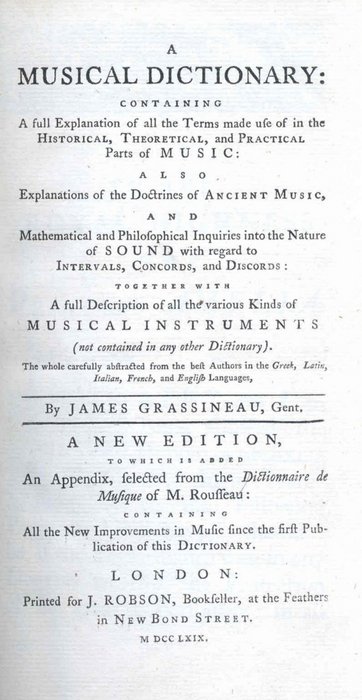 A
MUSICAL DICTIONARY:
CONTAINING
A full Explanation of all the Terms made uſe of in the
HISTORICAL, THEORETICAL, and PRACTICAL
Parts of MUSIC:
ALSO
Explanations of the Doctrines of ANCIENT MUSIC,
AND
Mathematical and Philoſophical Inquiries into the Nature
of SOUND with regard to
INTERVALS, CONCORDS, and DISCORDS:
TOGETHER WITH
A full Deſcription of all the various Kinds of
MUSICAL INSTRUMENTS
(not contained in any other Dictionary).
The whole carefully abſtracted from the beſt Authors in the Greek, Latin,
Italian, French, and Engliſh Languages,
By JAMES GRASSINEAU, Gent.
A NEW EDITION,
TO WHICH IS ADDED
An Appendix, ſelected from the Dictionnaire de
Muſique of M. Rouſſeau:
CONTAINING
All the New Improvements in Muſic ſince the firſt Pub-
lication of this DICTIONARY.
LONDON:
Printed for J. ROBSON, Bookſeller, at the Feathers
in NEW BOND STREET.
M DCC LXIX.